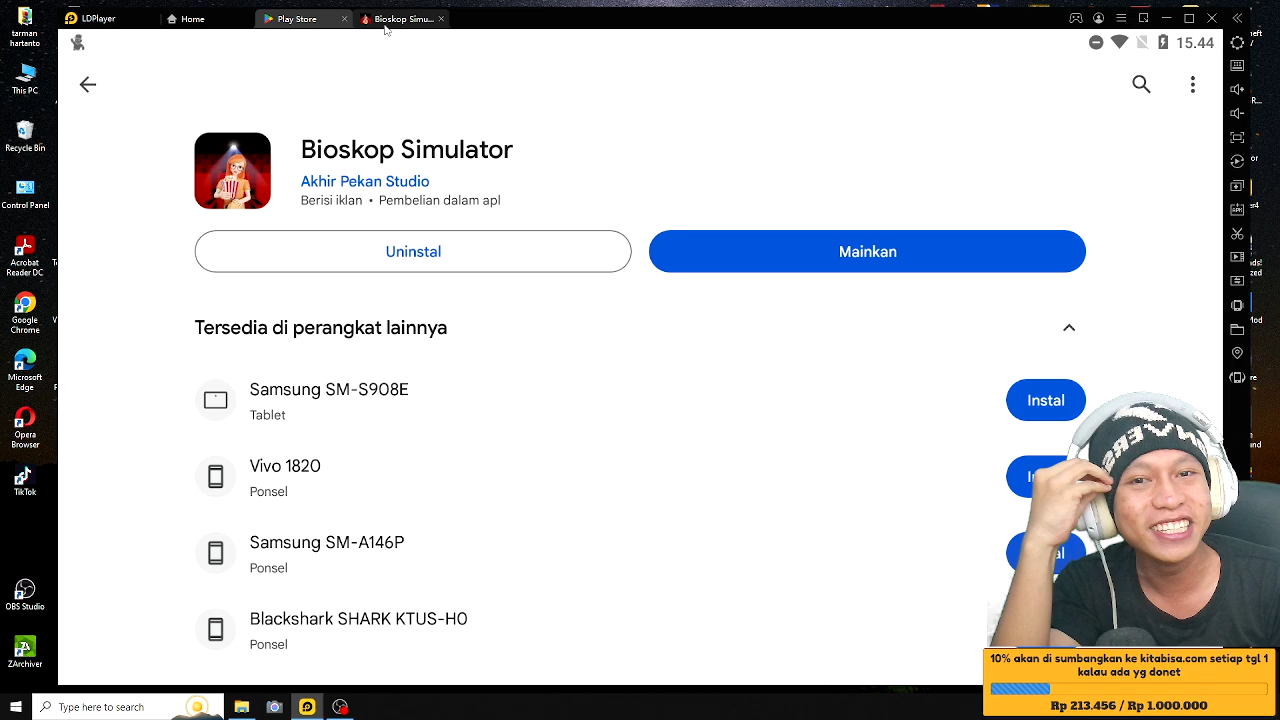 LDPlayer
Home
Play Store
Bioskop Simu...
15.44
tarman
hartanto
This PC
Recycle Bin
Control Panel
Acrobat
Reader DC
Google
Chrome
Microsoft
Edge
Opera
Browser
TikTok
OBS Studio
ZArchiver
Bioskop Simulator
Akhir Pekan Studio
Berisi iklan • Pembelian dalam apl
Uninstal
Mainkan
Tersedia di perangkat lainnya
Samsung SM-S908E
Tablet
Instal
Vivo 1820
Ponsel
Samsung SM-A146P
Ponsel
Blackshark SHARK KTUS-H0
Ponsel
10% akan di sumbangkan ke kitabisa.com setiap tgl 1
kalau ada yg donet
Rp 213.456 / Rp 1.000.000
Type here to search